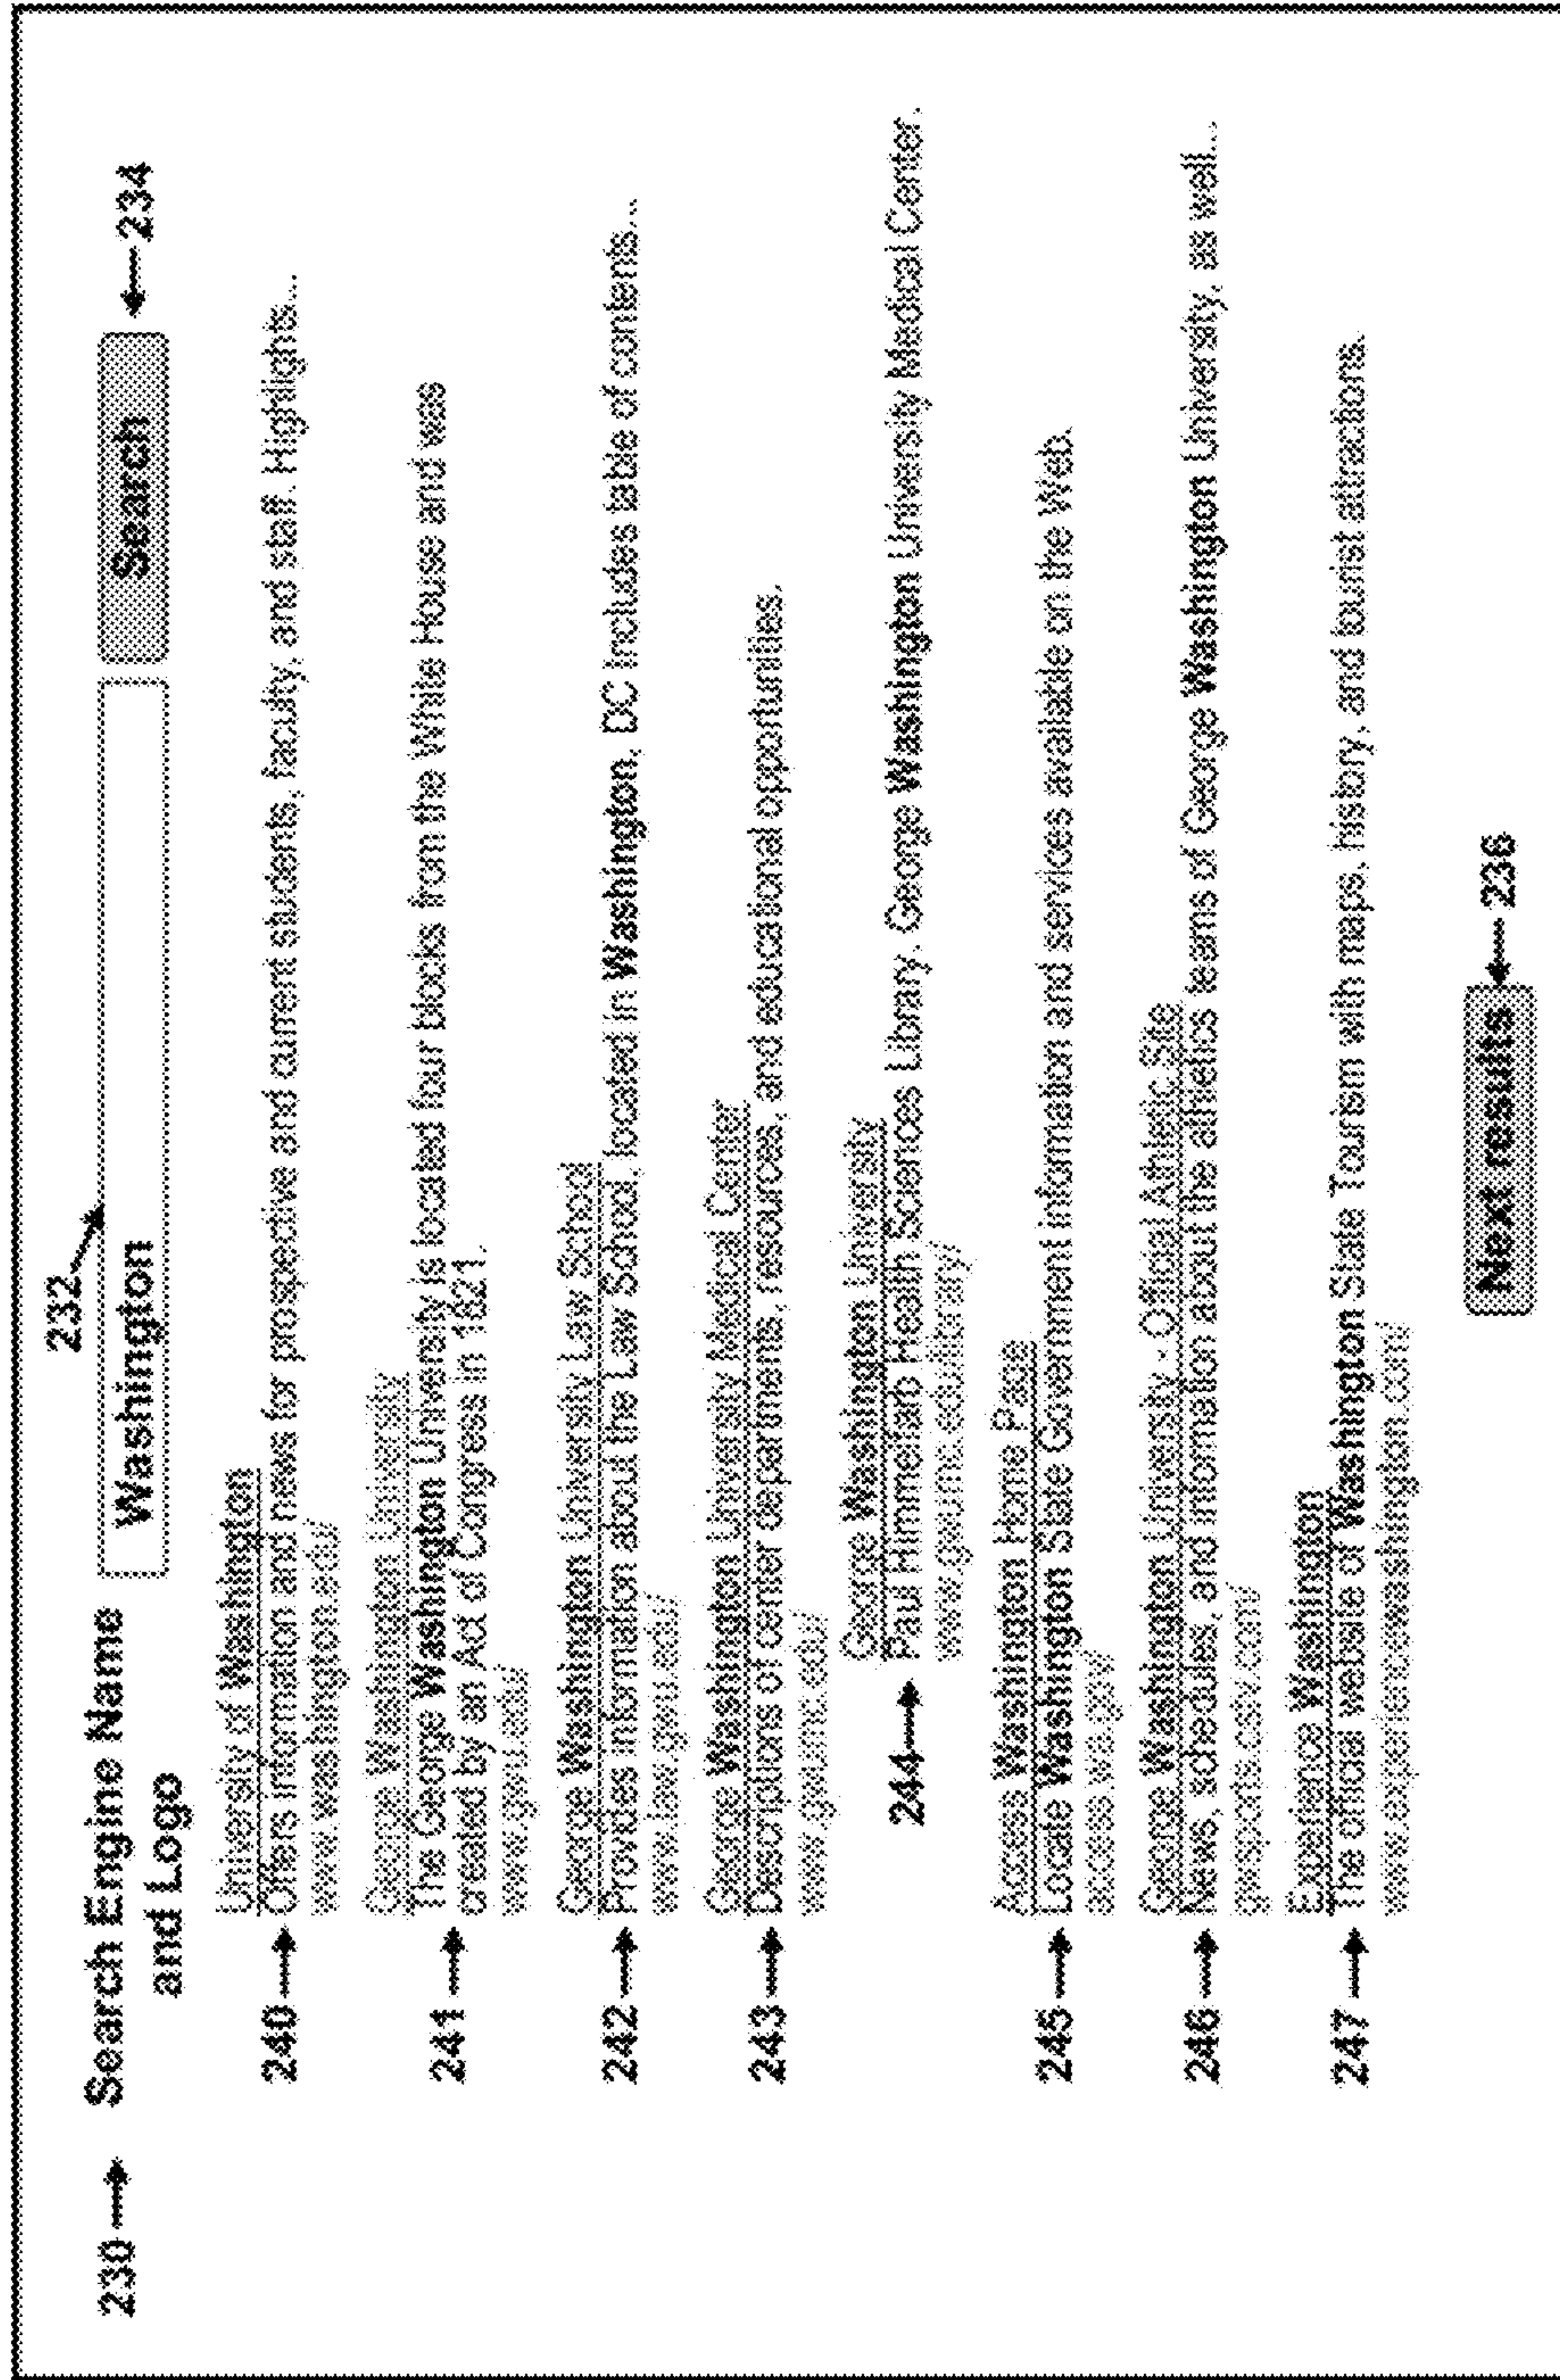 232
230 Search Engine Name Washington Search 234
and Logo
University of Washington
240 Offers information and news for prospective and current students, faculty, and staff. Highlights...
www.washington.edu/
George Washington University
241 The George Washington University is located four blocks from the White House and was
created by an Act of Congress in 1821.
www.gwu.edu/
George Washington University Law School
242 Provides information about the Law School, located in Washington, DC Includes table of contents...
www.law.gwu.edu/
George Washington University Medical Center
243 Descriptions of center departments, resources, and educational opportunities.
www.gwumc.edu/
George Washington University
244 Paul Himmelfarb Health Sciences Library. George Washington University Medical Center.
www.gwumc.edu/library/
Access Washington Home Page
245 Locate Washington State Government information and services available on the Web.
access.wa.gov/
George Washington University - Official Athletic Site
246 News, schedules, and information about the athletics teams of George Washington University, as well...
gwsports.cstv.com/
Experience Washington
247 The official website of Washington State Tourism with maps, history, and tourist attractions.
www.experiencewashington.com/
Next results 236